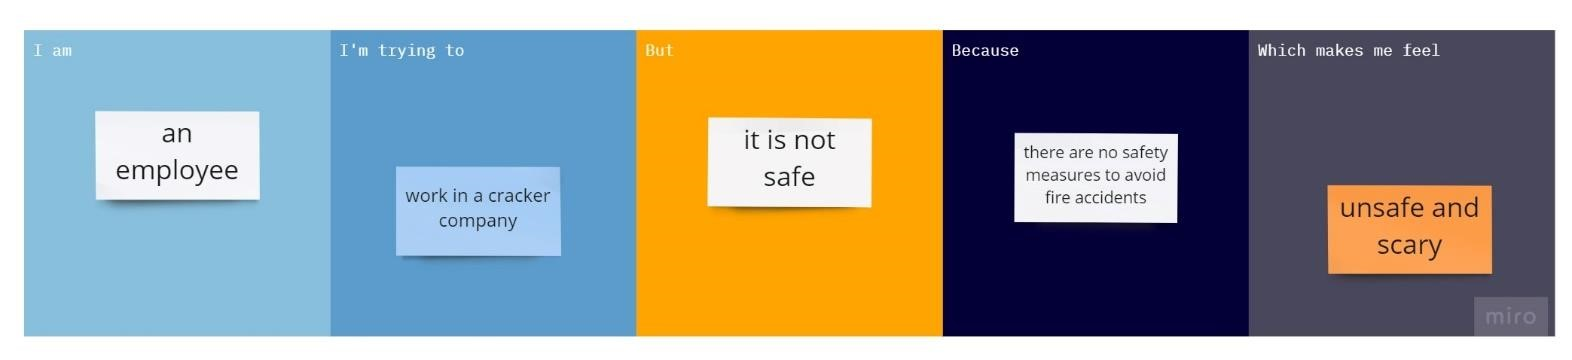 I am
an
employee
I'm trying to
work in a cracker
company
But
it is not
safe
Because
there are no safety
measures to avoid
fire accidents
Which makes me feel
unsafe and
scary
miro